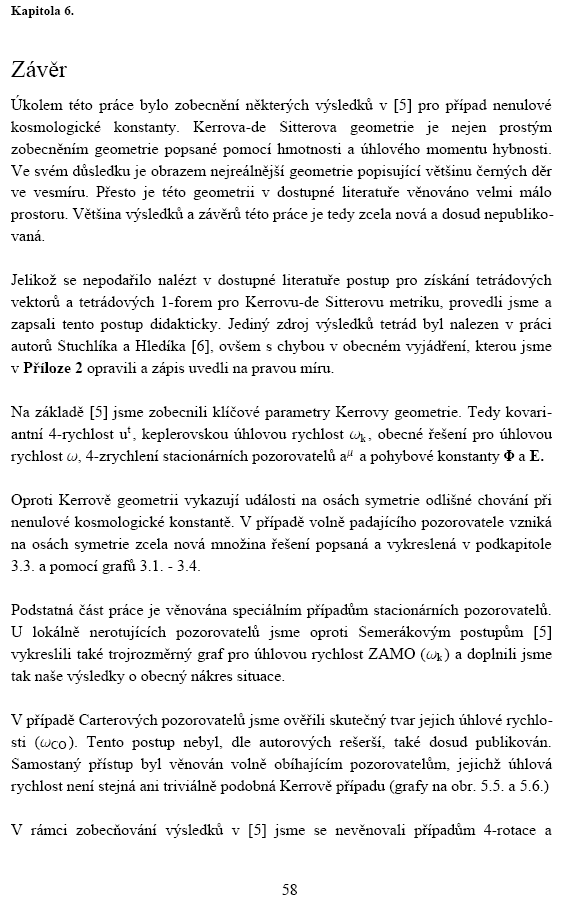 Kapitola 6.
Závěr
Úkolem této práce bylo zobecnění některých výsledků v [5] pro případ nenulové
kosmologické konstanty. Kerrova-de Sitterova geometrie je nejen prostým
zobecněním geometrie popsané pomocí hmotnosti a úhlového momentu hybnosti.
Ve svém důsledku je obrazem nejreálnější geometrie popisující většinu černých děr
ve vesmíru. Přesto je této geometrii v dostupné literatuře věnováno velmi málo
prostoru. Většina výsledků a závěrů této práce je tedy zcela nová a dosud nepubliko-
vaná.
Jelikož se nepodařilo nalézt v dostupné literatuře postup pro získání tetrádových
vektorů a tetrádových 1-forem pro Kerrovu-de Sitterovu metriku, provedli jsme a
zapsali tento postup didakticky. Jediný zdroj výsledků tetrád byl nalezen v práci
autorů Stuchlíka a Hledíka [6], ovšem s chybou v obecném vyjádření, kterou jsme
v Příloze 2 opravili a zápis uvedli na pravou míru.
Na základě [5] jsme zobecnili klíčové parametry Kerrovy geometrie. Tedy kovari-
antní 4-rychlost uᵗ, keplerovskou úhlovou rychlost ωₖ, obecné řešení pro úhlovou
rychlost ω, 4-zrychlení stacionárních pozorovatelů a^μ a pohybové konstanty Φ a E.
Oproti Kerrově geometrii vykazují události na osách symetrie odlišné chování při
nenulové kosmologické konstantě. V případě volně padajícího pozorovatele vzniká
na osách symetrie zcela nová množina řešení popsaná a vykreslená v podkapitole
3.3. a pomocí grafů 3.1. - 3.4.
Podstatná část práce je věnována speciálním případům stacionárních pozorovatelů.
U lokálně nerotujících pozorovatelů jsme oproti Semerákovým postupům [5]
vykreslili také trojrozměrný graf pro úhlovou rychlost ZAMO (ωₖ) a doplnili jsme
tak naše výsledky o obecný nákres situace.
V případě Carterových pozorovatelů jsme ověřili skutečný tvar jejich úhlové rychlo-
sti (ω_CO). Tento postup nebyl, dle autorových rešerší, také dosud publikován.
Samostaný přístup byl věnován volně obíhajícím pozorovatelům, jejichž úhlová
rychlost není stejná ani triviálně podobná Kerrově případu (grafy na obr. 5.5. a 5.6.)
V rámci zobecňování výsledků v [5] jsme se nevěnovali případům 4-rotace a
58